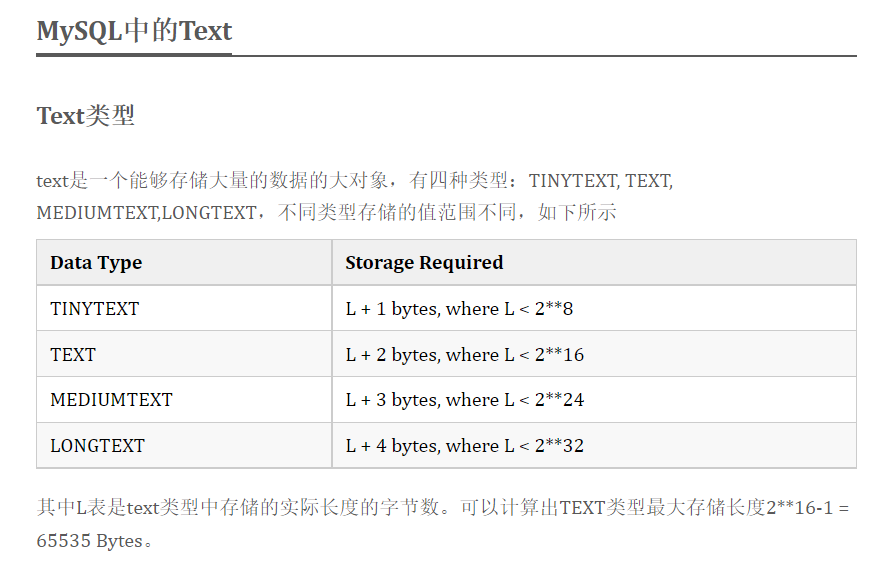 MySQL中的Text
Text类型
text是一个能够存储大量的数据的大对象，有四种类型：TINYTEXT, TEXT,
MEDIUMTEXT,LONGTEXT，不同类型存储的值范围不同，如下所示
Data Type Storage Required
TINYTEXT L + 1 bytes, where L < 2**8
TEXT L + 2 bytes, where L < 2**16
MEDIUMTEXT L + 3 bytes, where L < 2**24
LONGTEXT L + 4 bytes, where L < 2**32
其中L表是text类型中存储的实际长度的字节数。可以计算出TEXT类型最大存储长度2**16-1 =
65535 Bytes。